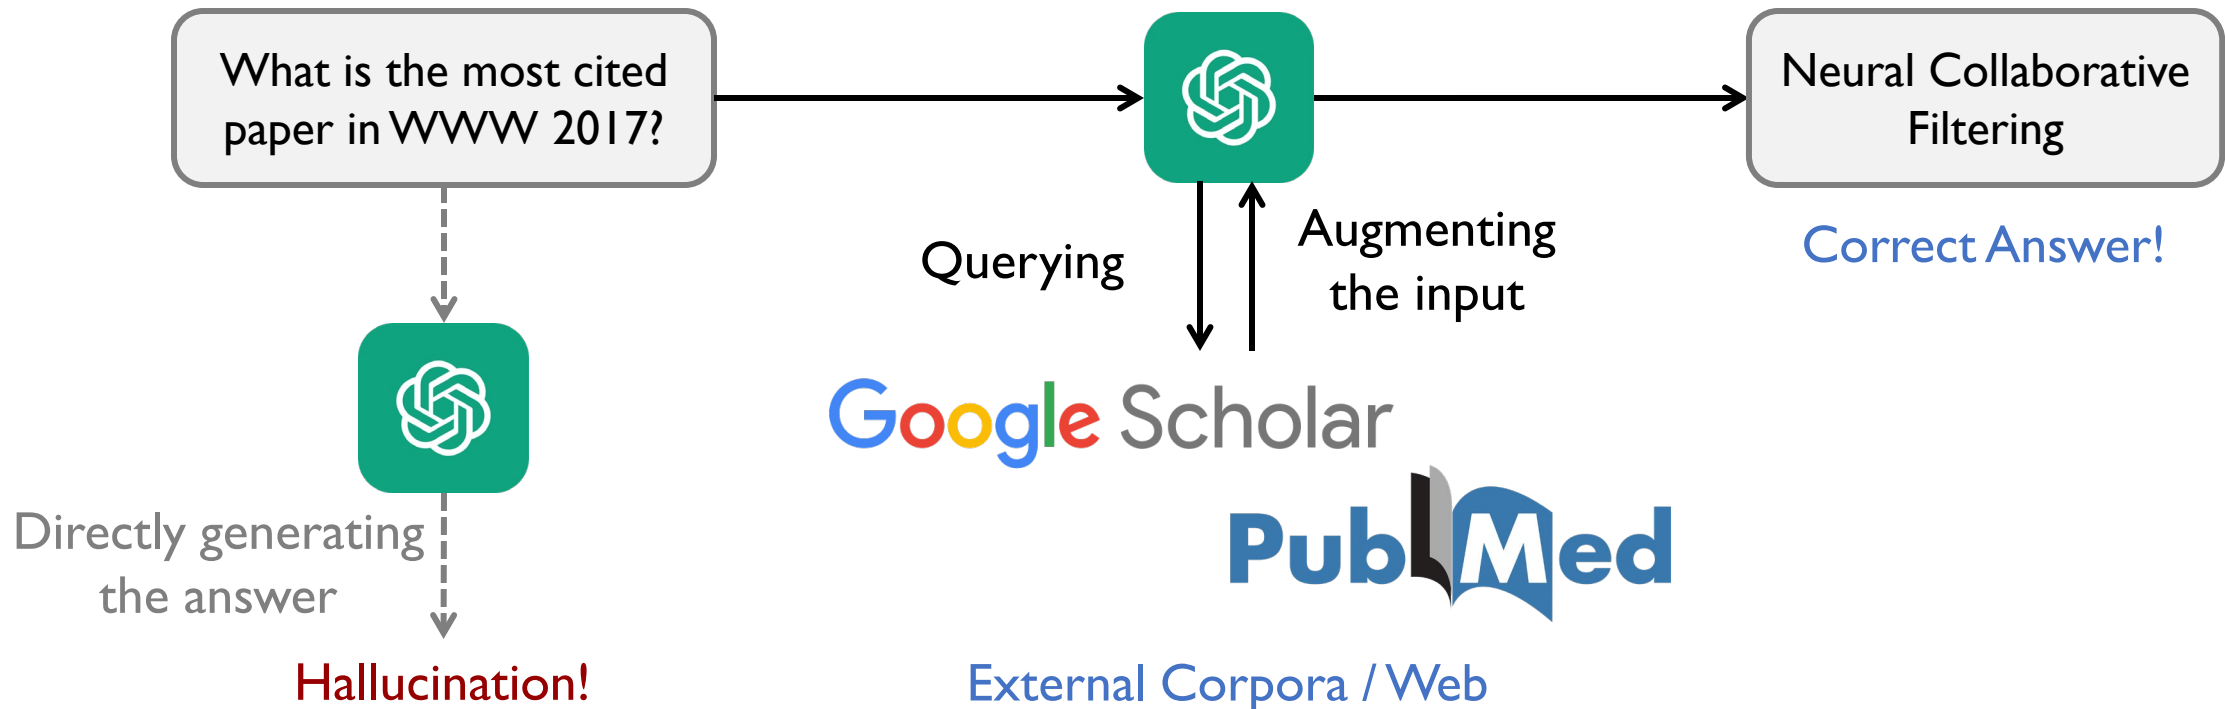 What is the most cited
paper in WWW 2017?
Neural Collaborative
Filtering
Querying
Augmenting
the input
Correct Answer!
Google Scholar
PubMed
Directly generating
the answer
Hallucination!
External Corpora / Web